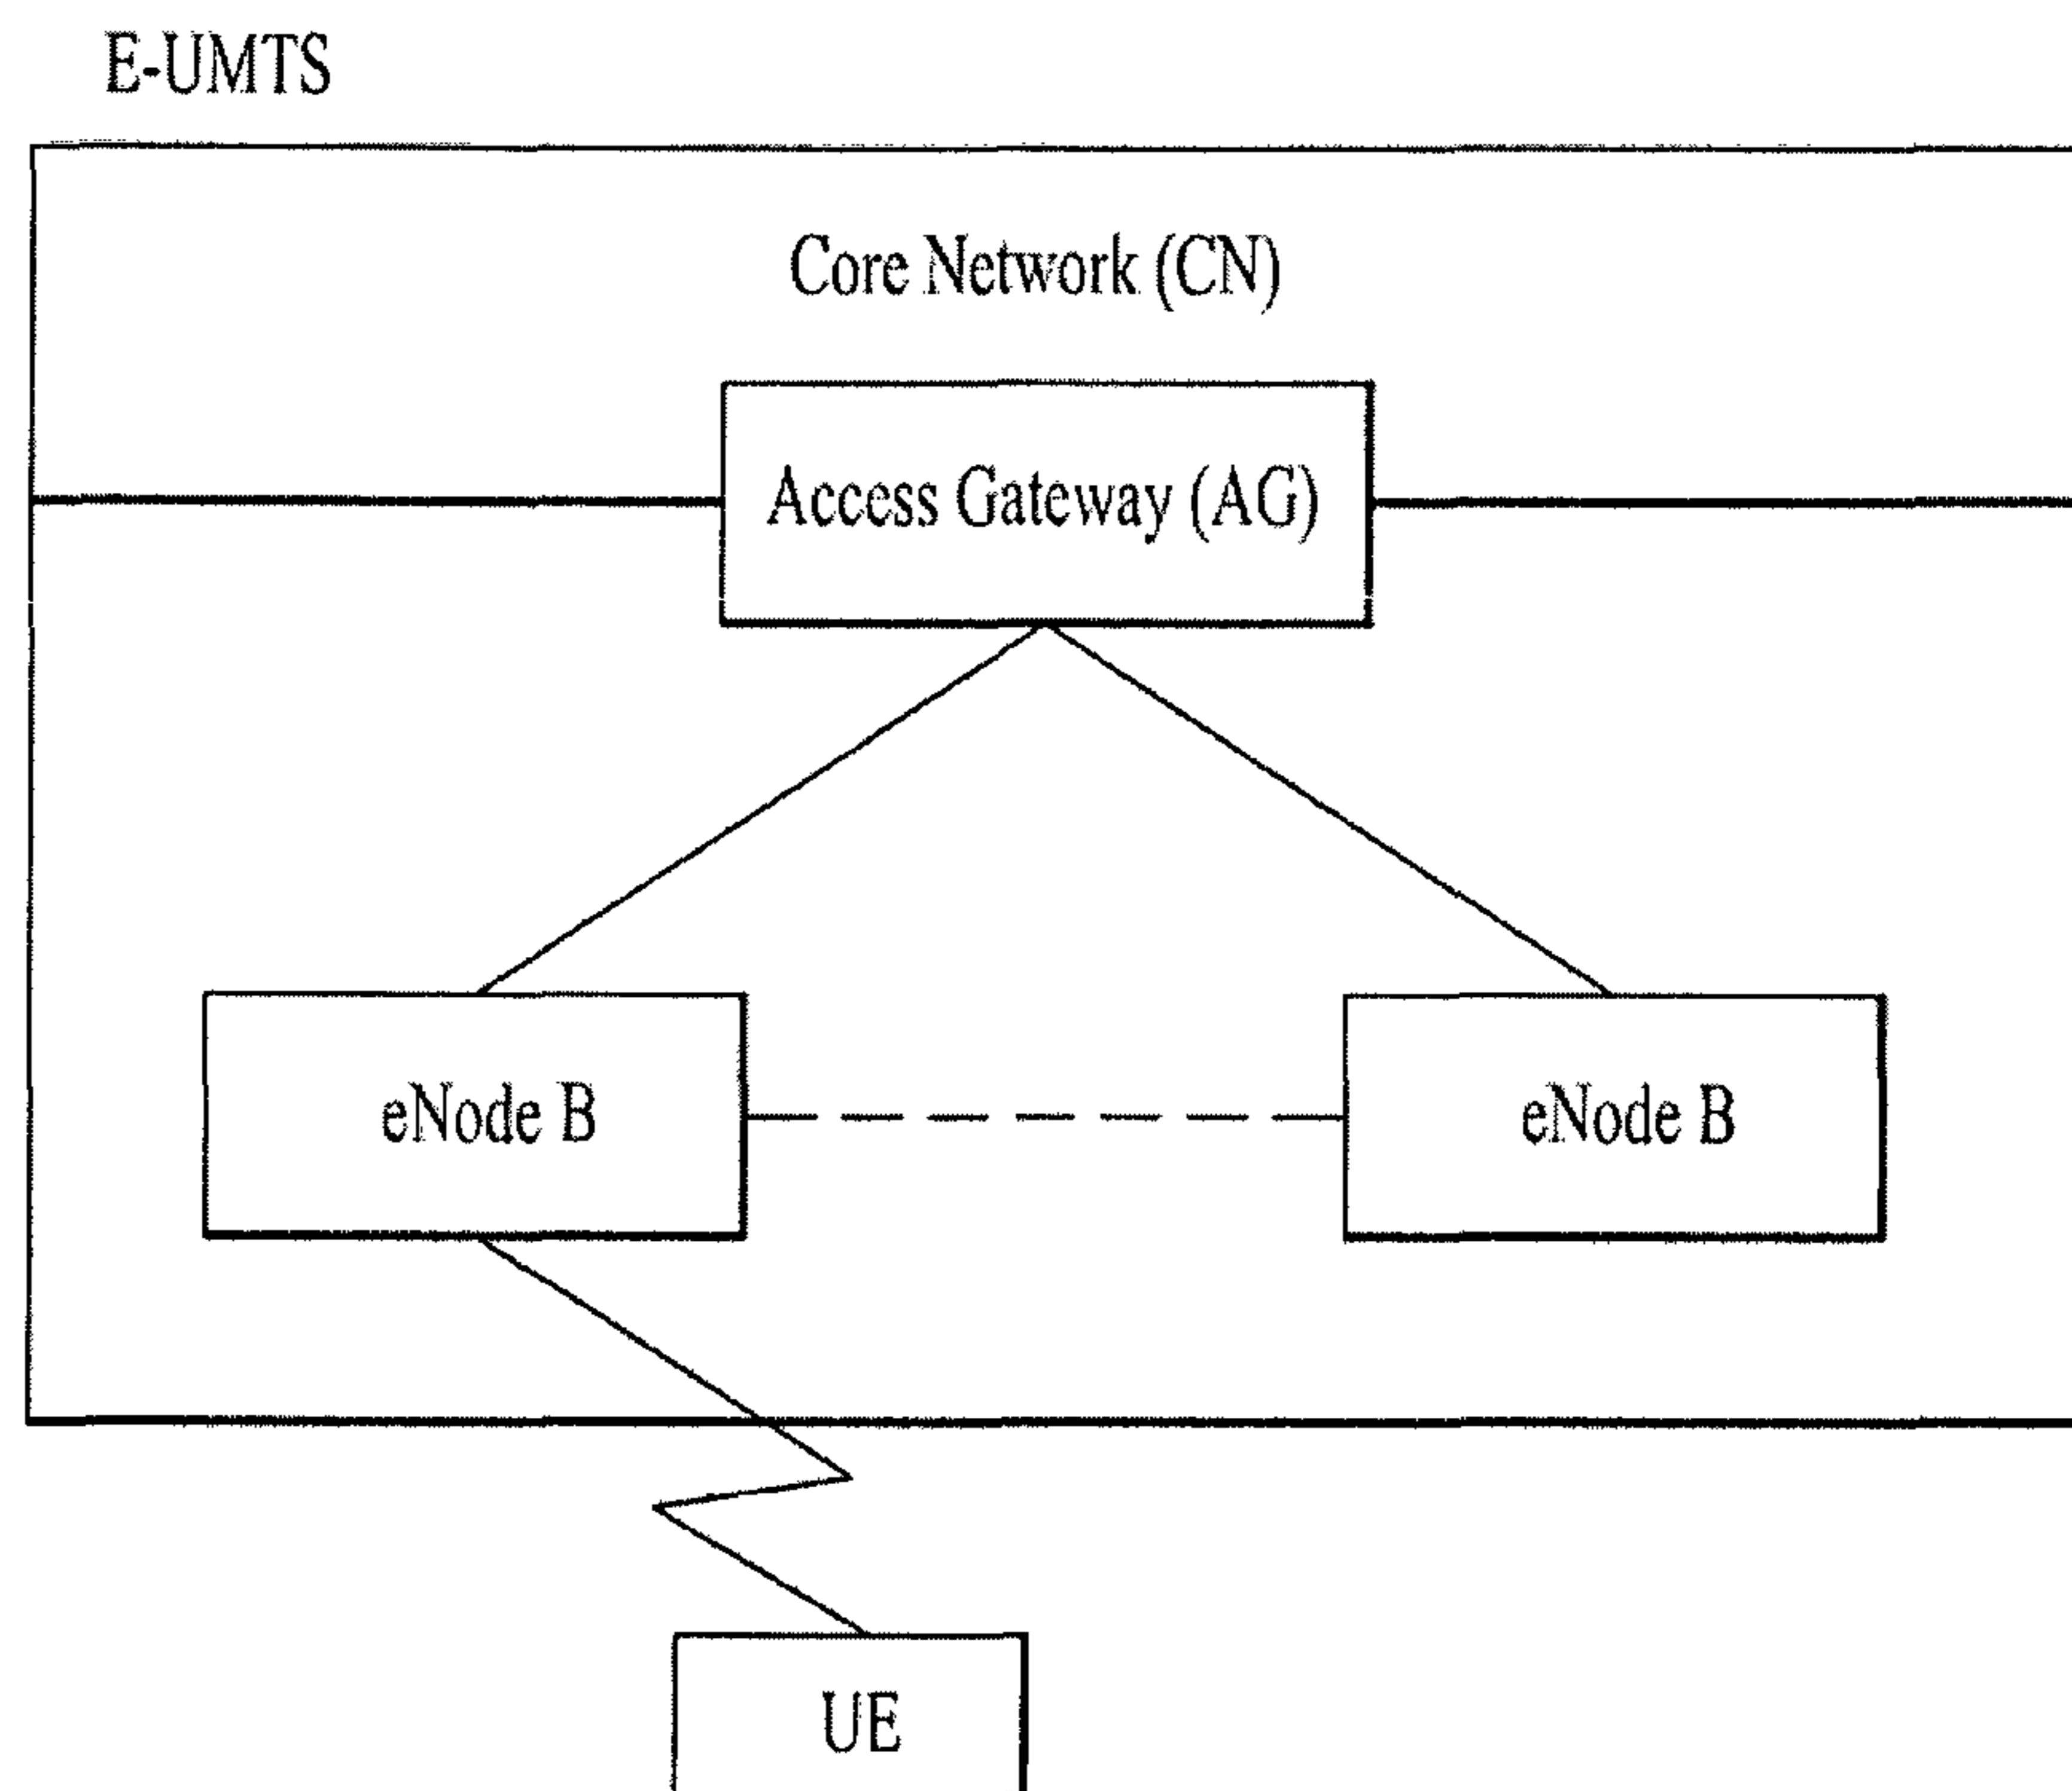 E-UMTS
Core Network (CN)
Access Gateway (AG)
eNode B
eNode B
UE